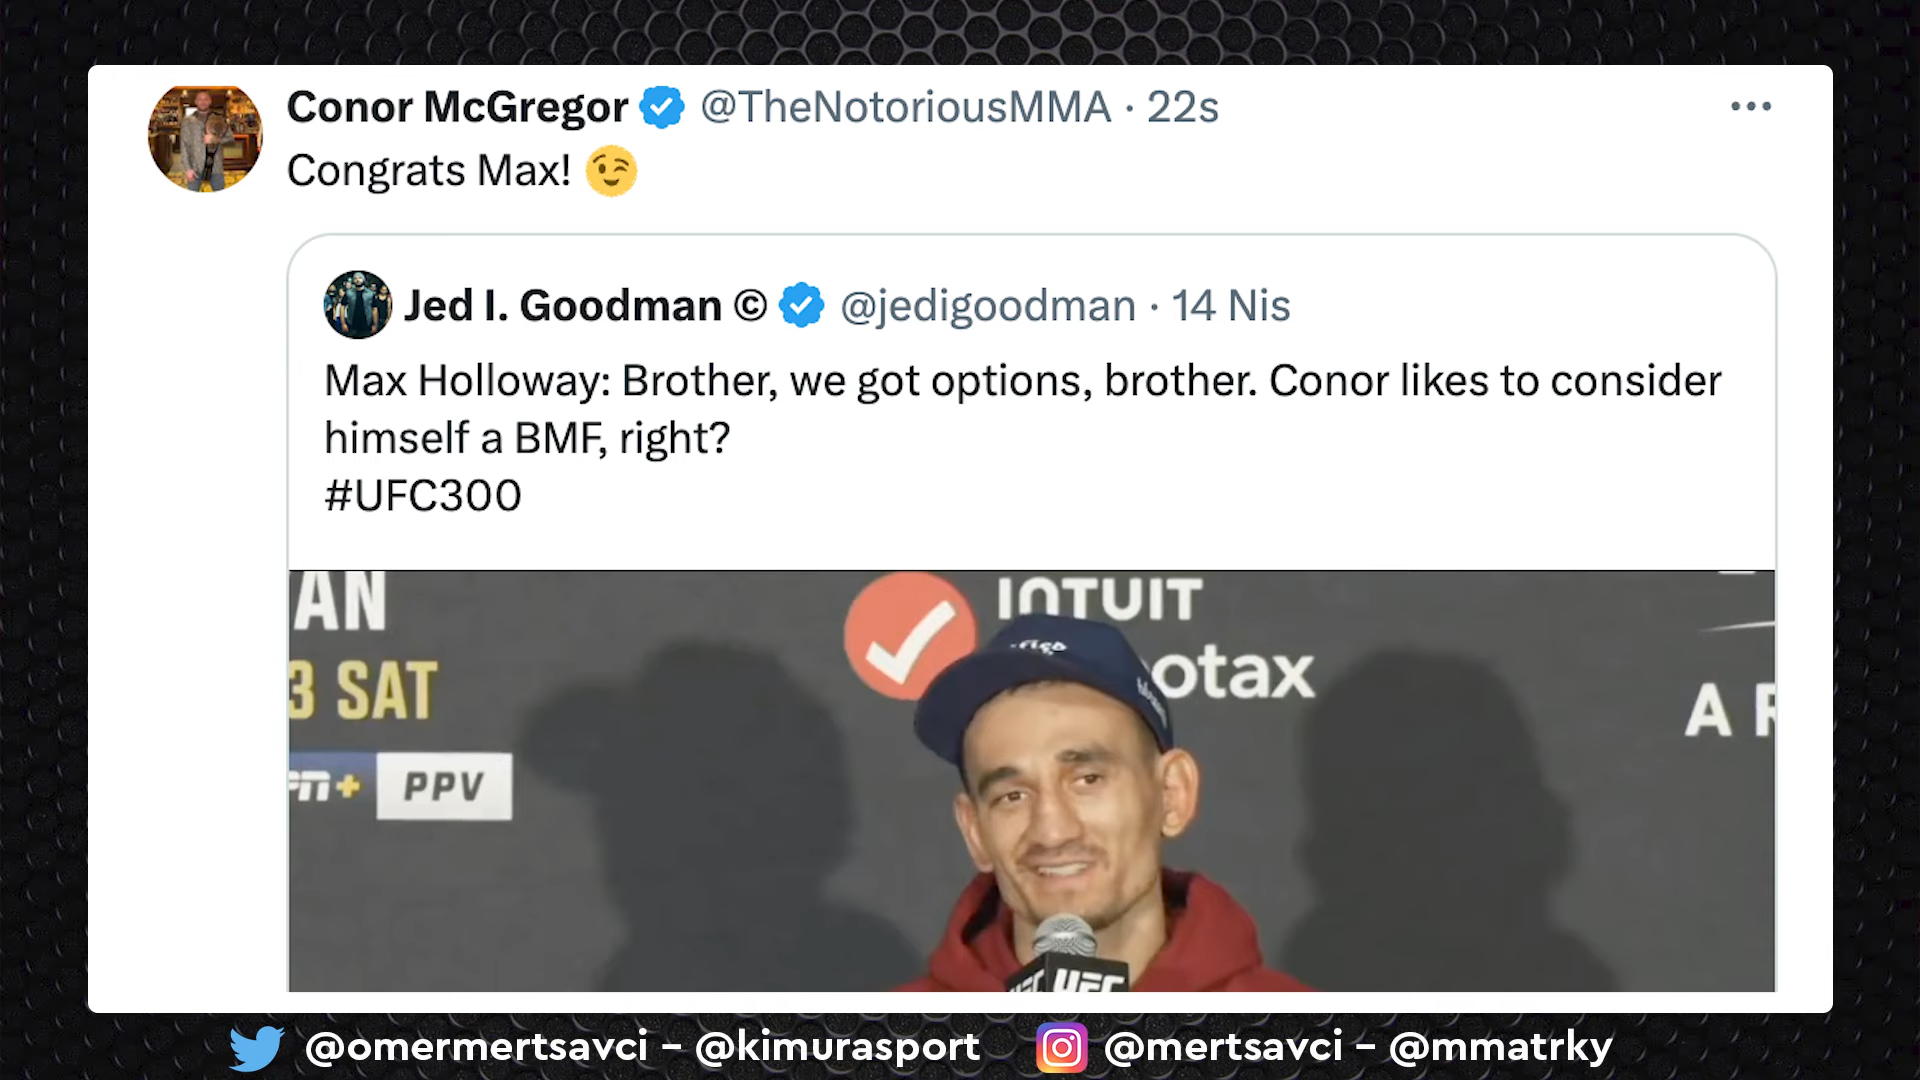 Conor McGregor @TheNotoriousMMA · 22s
Congrats Max! 😉
Jed I. Goodman © @jedigoodman · 14 Nis
Max Holloway: Brother, we got options, brother. Conor likes to consider
himself a BMF, right?
#UFC300
AN
3 SAT
PPV
INTUIT
otax
A R
UFC
@omermertsavci – @kimurasport
@mertsavci – @mmatrky